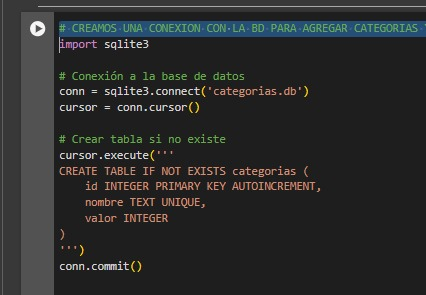 # CREAMOS UNA CONEXION CON LA BD PARA AGREGAR CATEGORIAS
import sqlite3

# Conexión a la base de datos
conn = sqlite3.connect('categorias.db')
cursor = conn.cursor()

# Crear tabla si no existe
cursor.execute('''
CREATE TABLE IF NOT EXISTS categorias (
    id INTEGER PRIMARY KEY AUTOINCREMENT,
    nombre TEXT UNIQUE,
    valor INTEGER
)
''')
conn.commit()